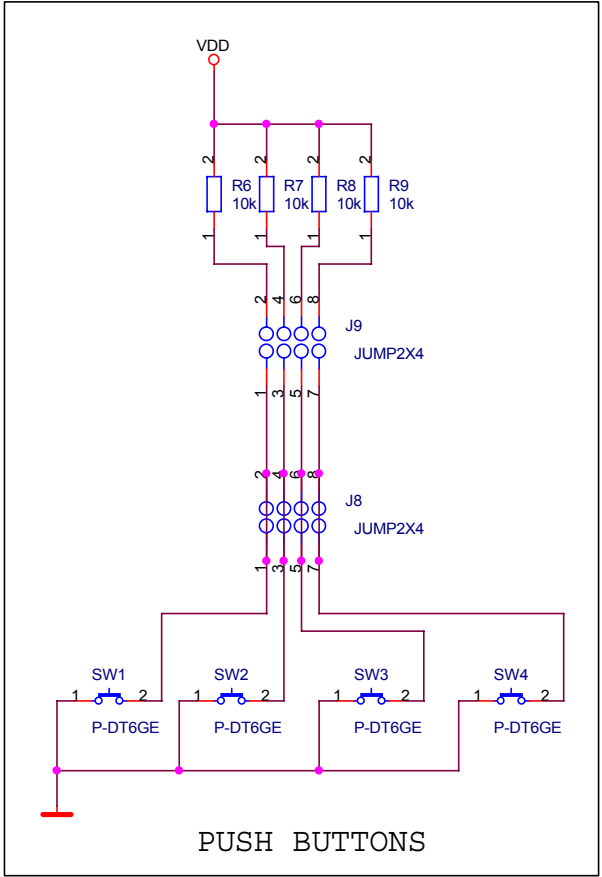 VDD
2 2 2 2
R6 R7 R8 R9
10k 10k 10k 10k
1 1 1 1
2 4 6 8
J9
JUMP2X4
1 3 5 7
2 4 6 8
J8
JUMP2X4
1 3 5 7
SW1 SW2 SW3 SW4
1 2 1 2 1 2 1 2
P-DT6GE P-DT6GE P-DT6GE P-DT6GE
PUSH BUTTONS